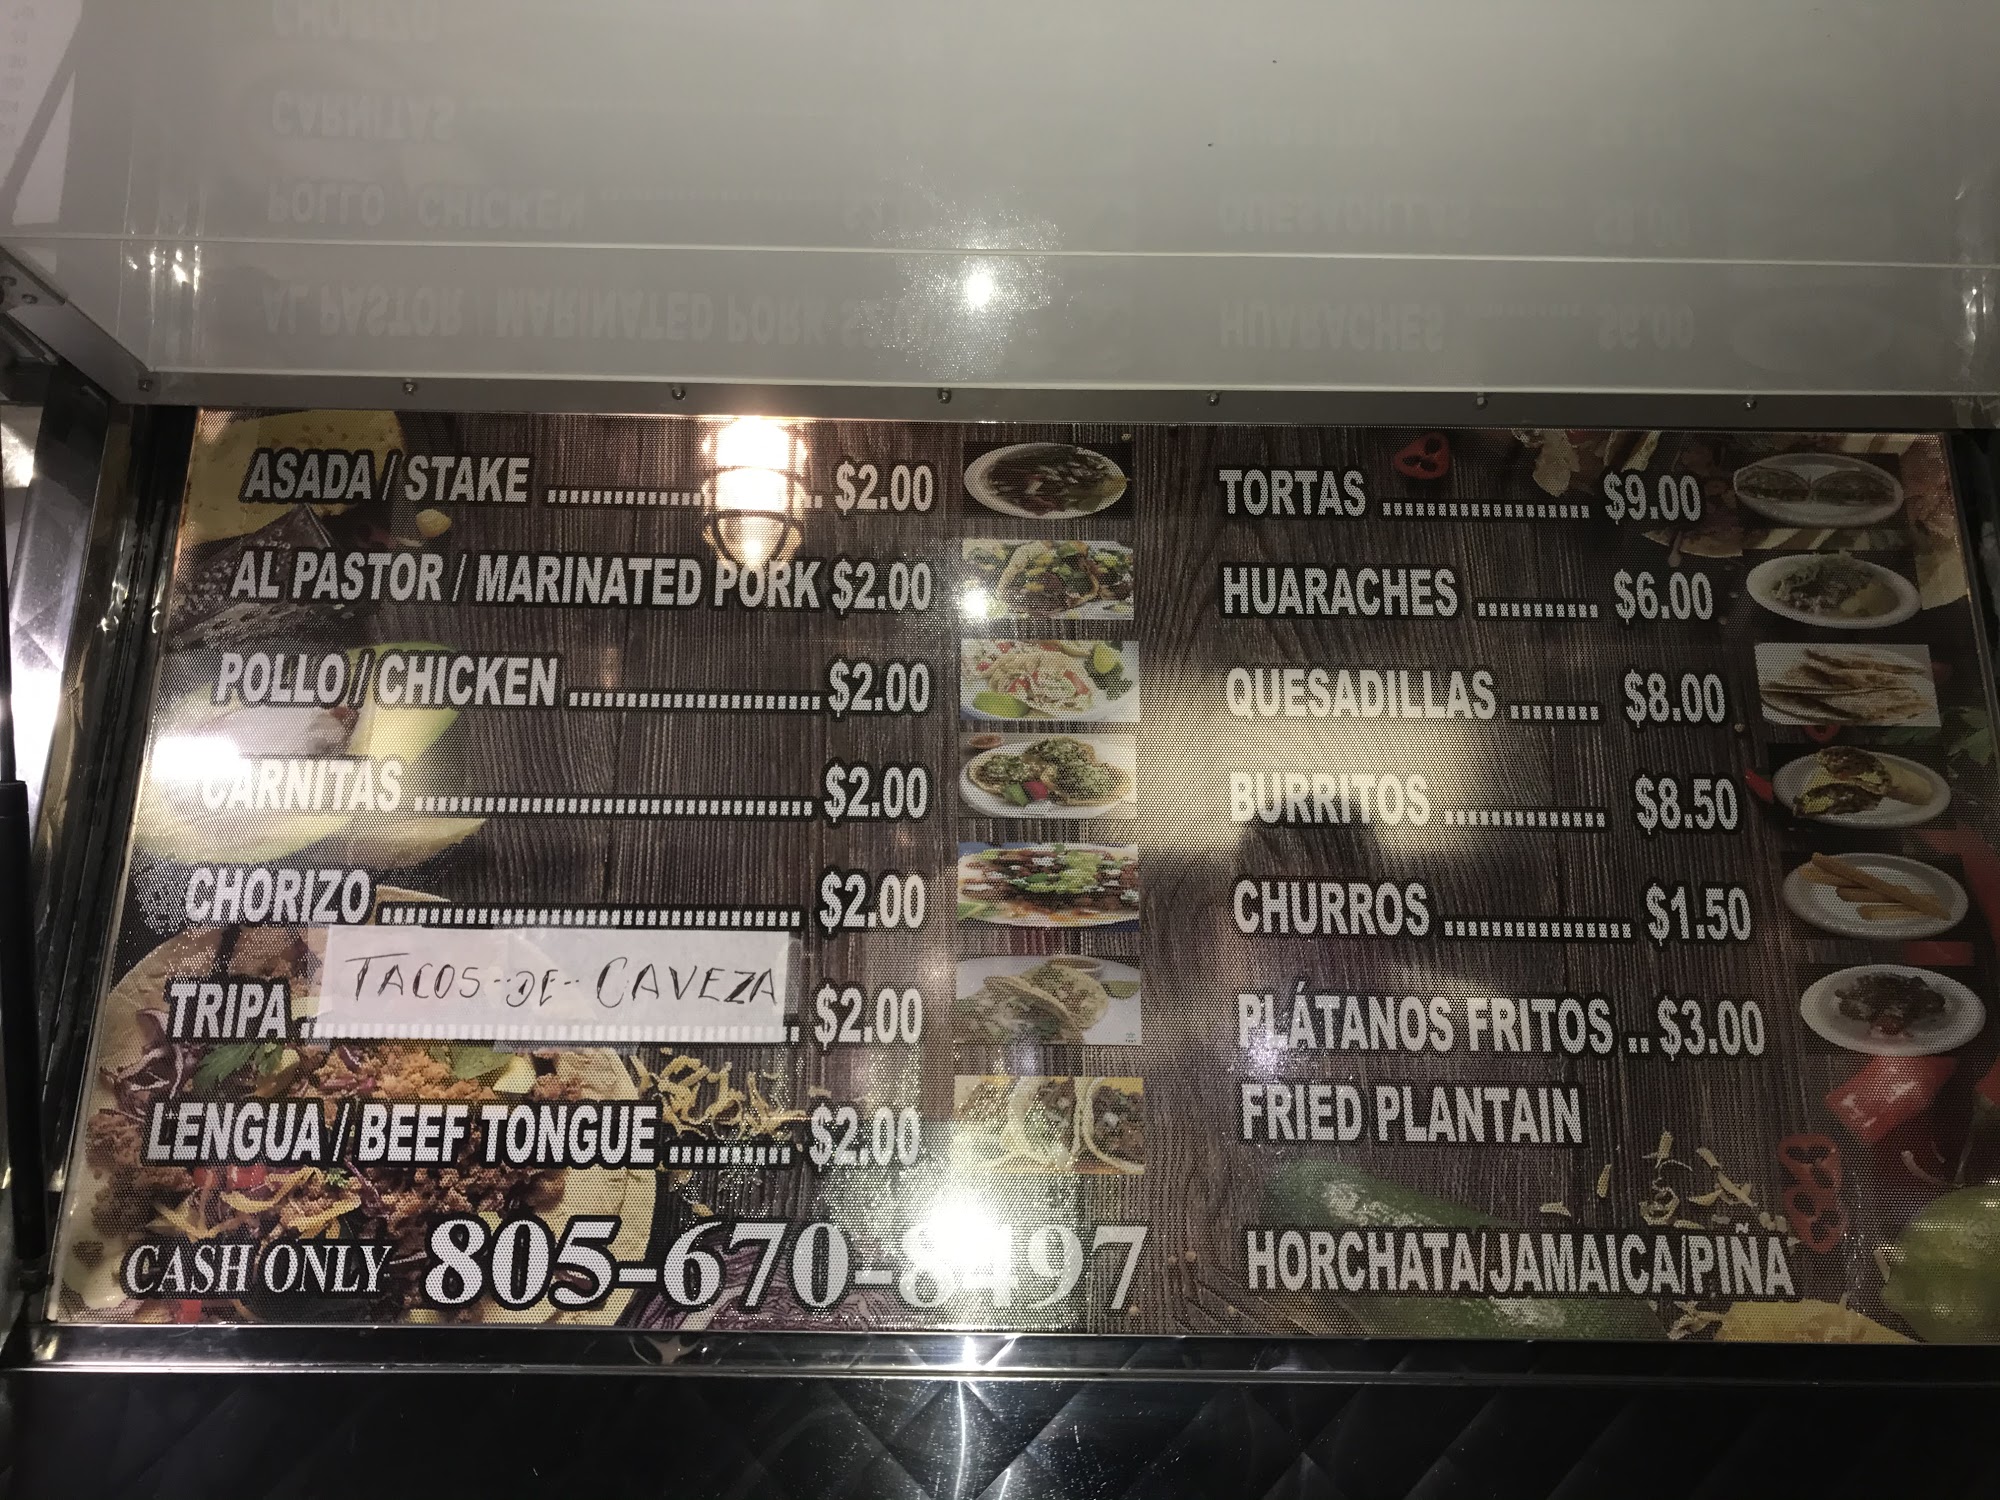 ASADA / STAKE ............................ $2.00
AL PASTOR / MARINATED PORK $2.00
POLLO / CHICKEN ......................... $2.00
CARNITAS ........................................ $2.00
CHORIZO .......................................... $2.00
TACOS--DE--CAVEZA
TRIPA ................................................. $2.00
LENGUA / BEEF TONGUE ........... $2.00
CASH ONLY 805-670-8497
TORTAS ................... $9.00
HUARACHES ........... $6.00
QUESADILLAS ........ $8.00
BURRITOS .............. $8.50
CHURROS ................. $1.50
PLÁTANOS FRITOS .. $3.00
FRIED PLANTAIN
HORCHATA/JAMAICA/PIÑA